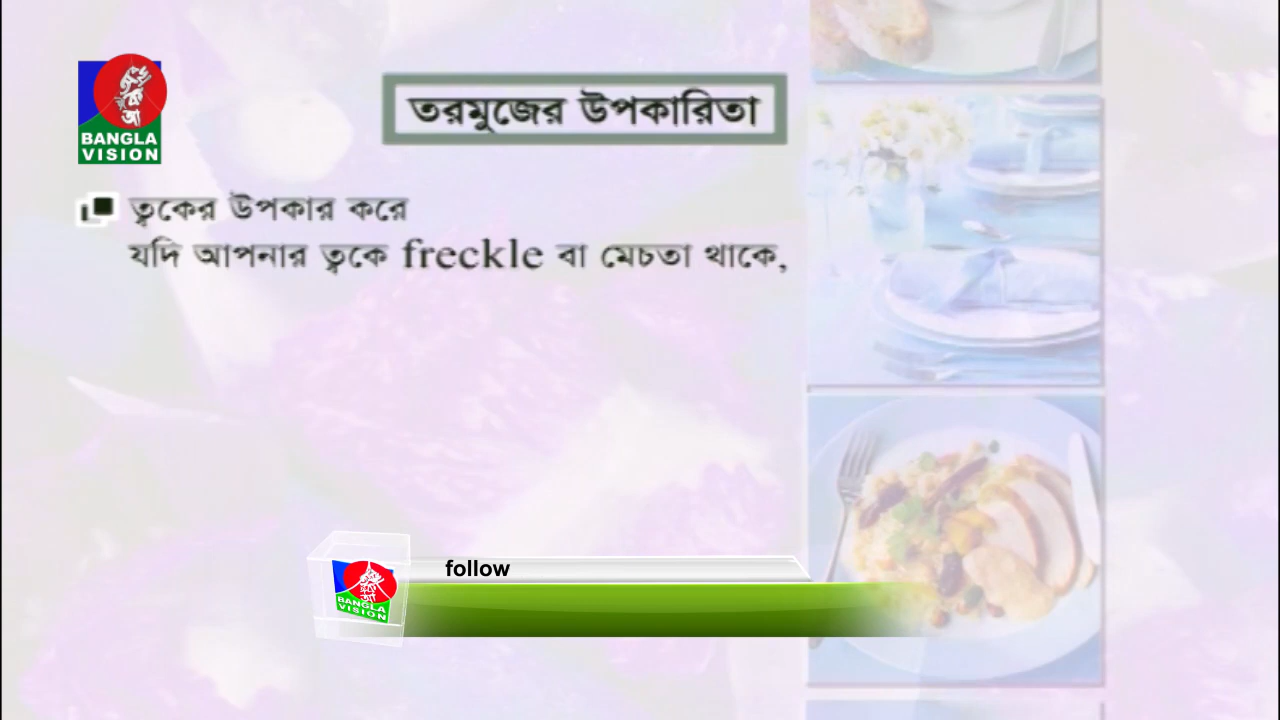 BANGLA
VISION
তরমুজের উপকারিতা
ত্বকের উপকার করে
যদি আপনার ত্বকে freckle বা মেচতা থাকে,
follow
BANGLA
VISION